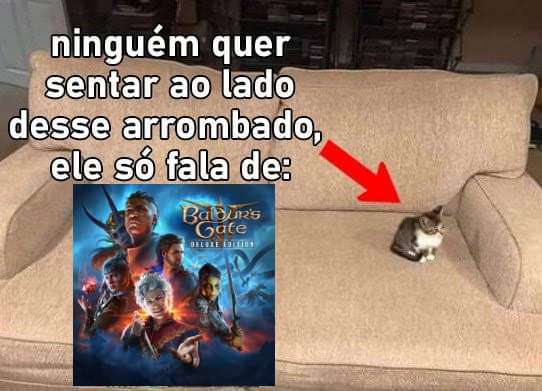 ninguém quer
sentar ao lado
desse arrombado,
ele só fala de:
Baldur's
Gate
DELUXE EDITION